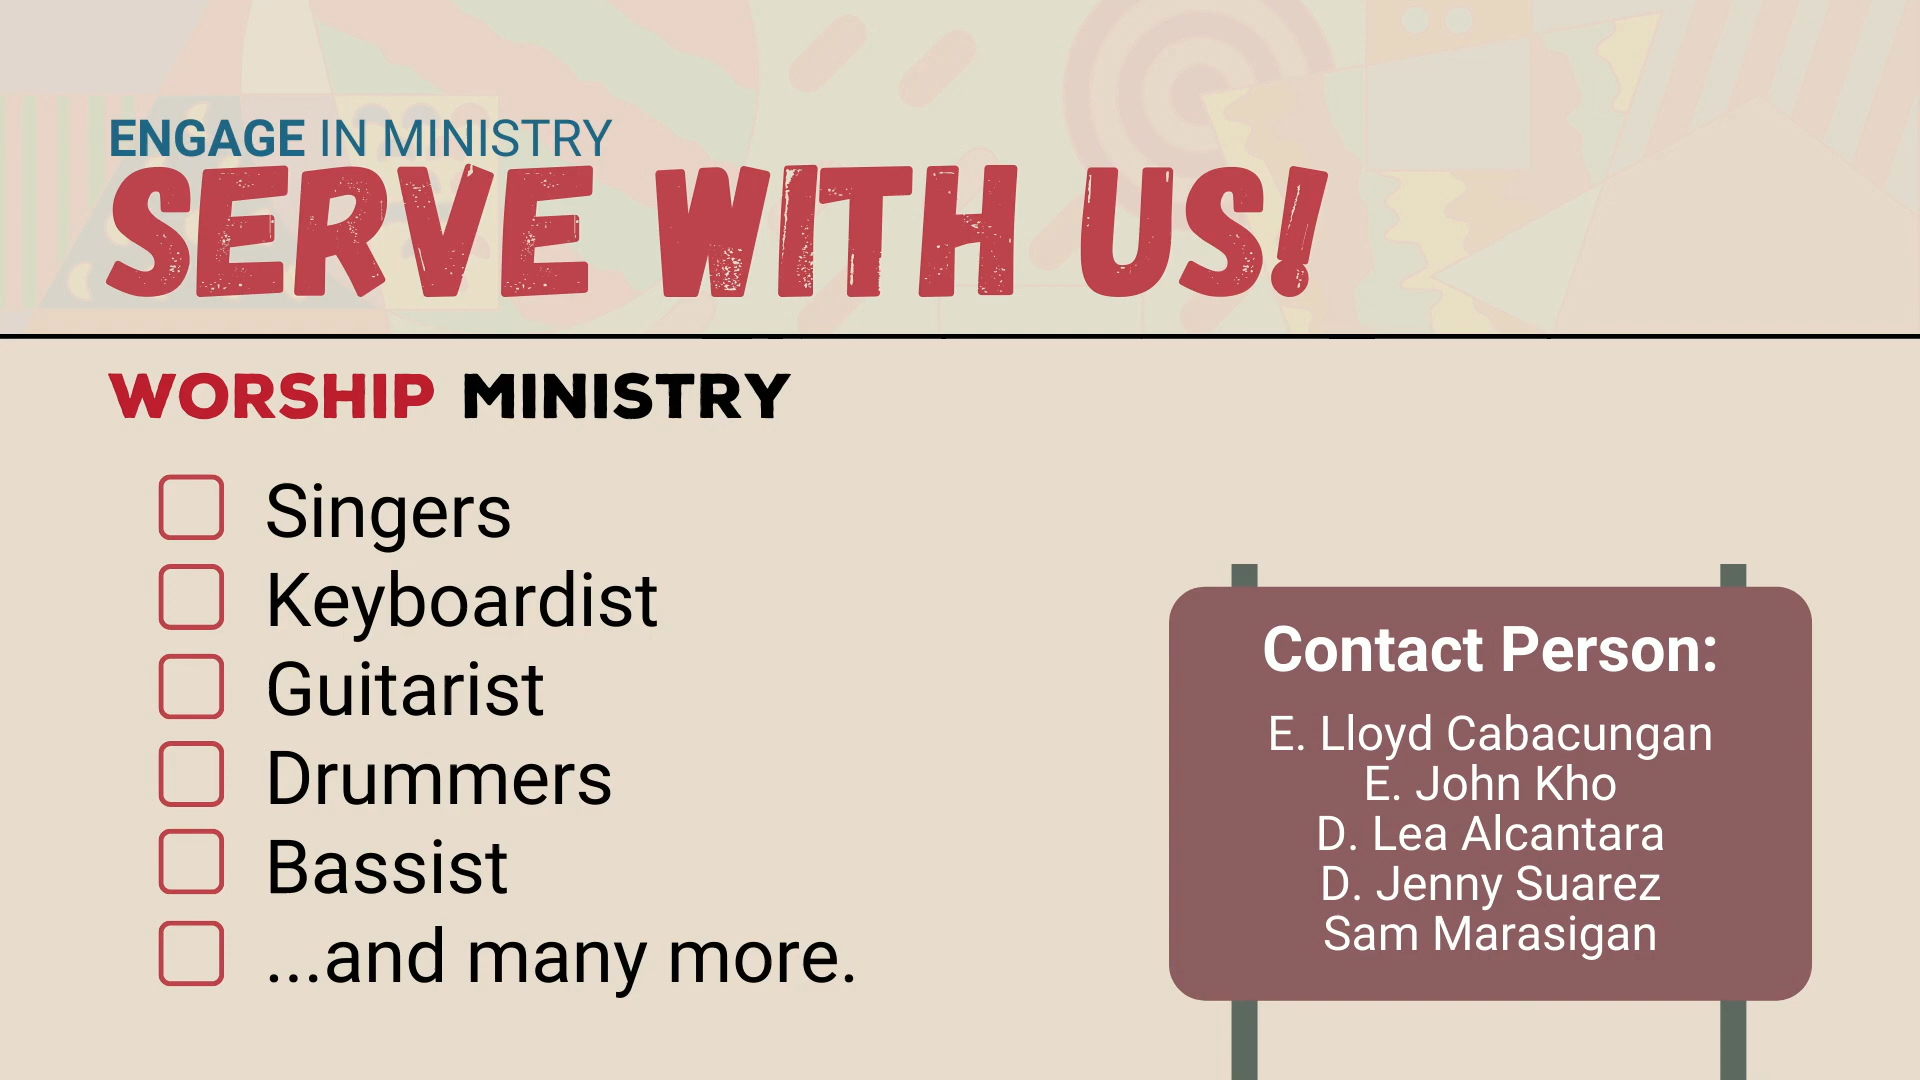 ENGAGE IN MINISTRY
SERVE WITH US!
WORSHIP MINISTRY
Singers
Keyboardist
Guitarist
Drummers
Bassist
...and many more.
Contact Person:
E. Lloyd Cabacungan
E. John Kho
D. Lea Alcantara
D. Jenny Suarez
Sam Marasigan